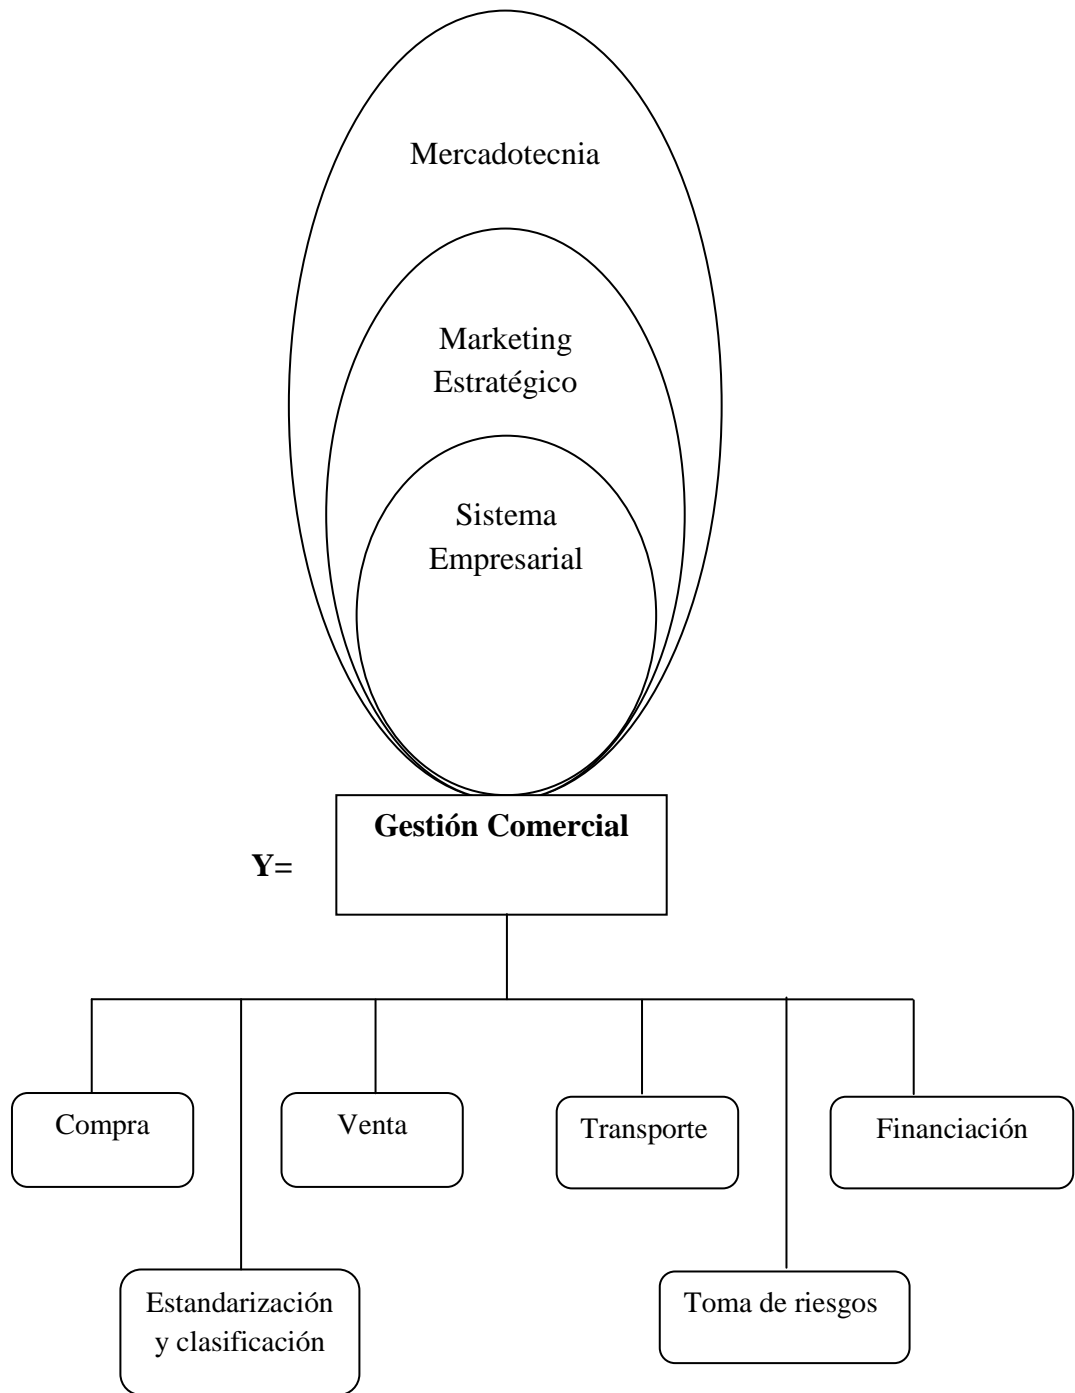 Mercadotecnia
Marketing
Estratégico
Sistema
Empresarial
Gestión Comercial
Y=
Compra
Venta
Transporte
Financiación
Estandarización
y clasificación
Toma de riesgos